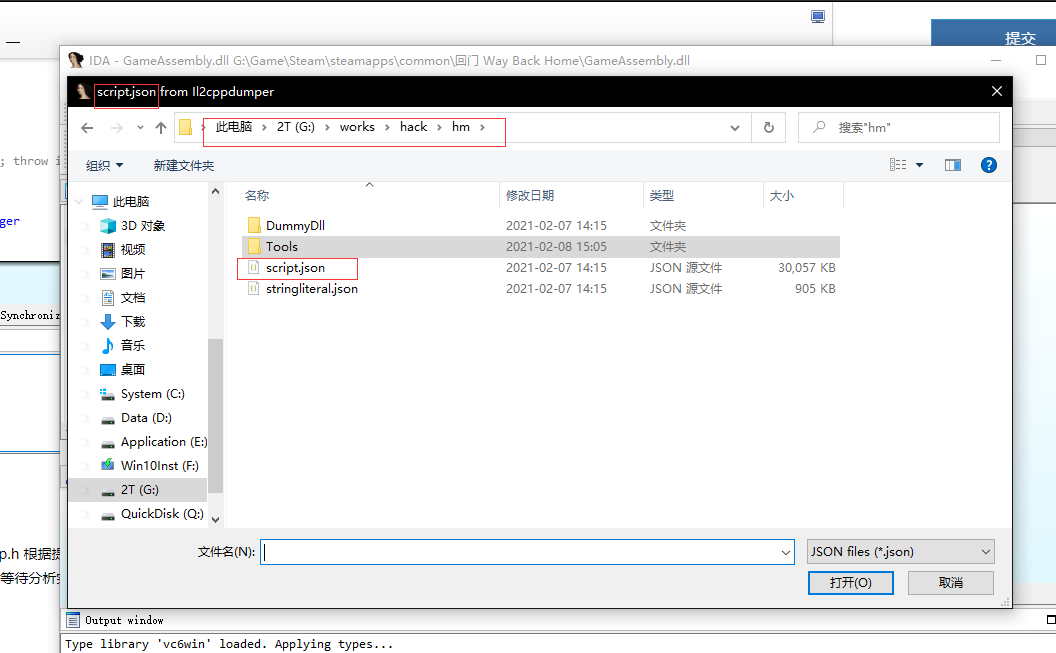 提交
IDA - GameAssembly.dll G:\Game\Steam\steamapps\common\回门 Way Back Home\GameAssembly.dll
script.json from Il2cppdumper
此电脑 > 2T (G:) > works > hack > hm >
搜索"hm"
; throw i
组织 新建文件夹
名称 修改日期 类型 大小
此电脑
3D 对象
视频
图片
文档
下载
音乐
桌面
System (C:)
Data (D:)
Application (E:)
Win10Inst (F:)
2T (G:)
QuickDisk (Q:)
DummyDll 2021-02-07 14:15 文件夹
Tools 2021-02-08 15:05 文件夹
script.json 2021-02-07 14:15 JSON 源文件 30,057 KB
stringliteral.json 2021-02-07 14:15 JSON 源文件 905 KB
ger
Synchroniz
文件名(N): JSON files (*.json)
p.h 根据提
打开(O) 取消
等待分析
Output window
Type library 'vc6win' loaded. Applying types...